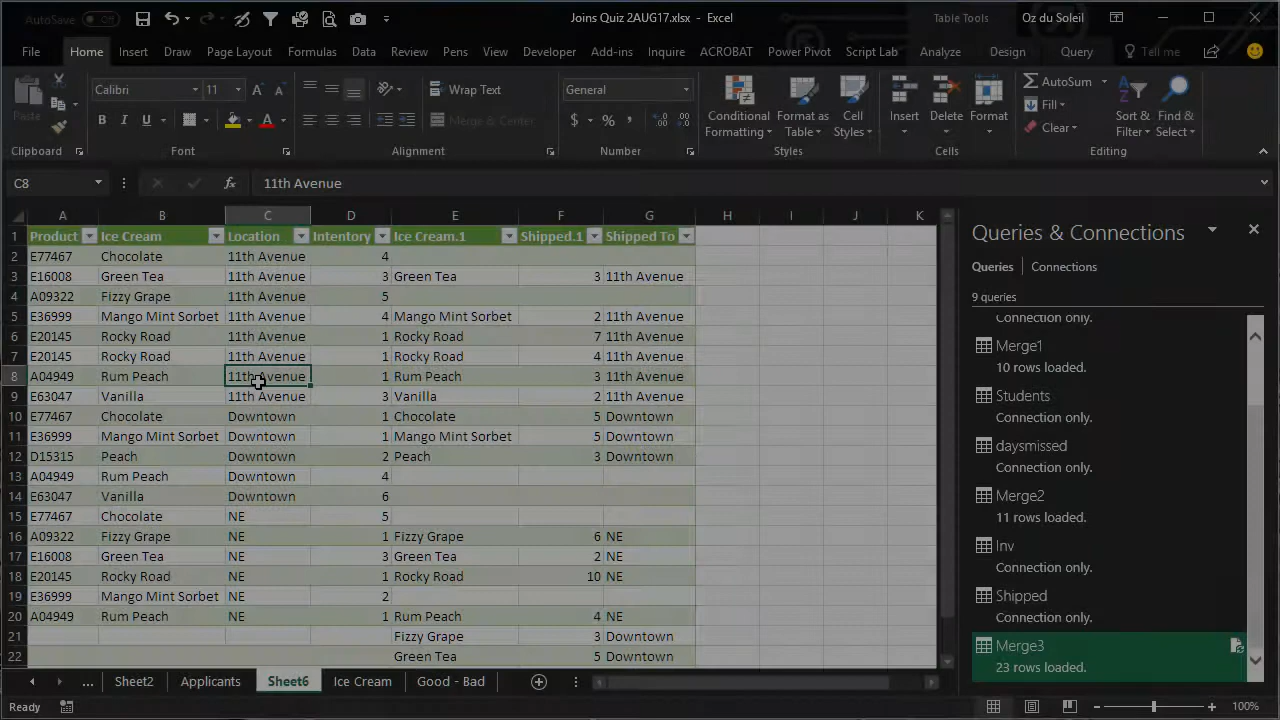 AutoSave Off Joins Quiz 2AUG17.xlsx - Excel Table Tools Oz du Soleil
File Home Insert Draw Page Layout Formulas Data Review Pens View Developer Add-ins Inquire ACROBAT Power Pivot Script Lab Analyze Design Query Tell me
Paste Calibri 11 Wrap Text General Conditional Formatting Format as Table Cell Styles Insert Delete Format AutoSum Sort & Filter Find & Select
B I U Merge & Center $ % Fill
Clear
Clipboard Font Alignment Number Styles Cells Editing
C8 fx 11th Avenue
A B C D E F G H I J K
1 Product Ice Cream Location Intentory Ice Cream.1 Shipped.1 Shipped To
2 E77467 Chocolate 11th Avenue 4
3 E16008 Green Tea 11th Avenue 3 Green Tea 3 11th Avenue
4 A09322 Fizzy Grape 11th Avenue 5
5 E36999 Mango Mint Sorbet 11th Avenue 4 Mango Mint Sorbet 2 11th Avenue
6 E20145 Rocky Road 11th Avenue 1 Rocky Road 7 11th Avenue
7 E20145 Rocky Road 11th Avenue 1 Rocky Road 4 11th Avenue
8 A04949 Rum Peach 11th Avenue 1 Rum Peach 3 11th Avenue
9 E63047 Vanilla 11th Avenue 3 Vanilla 2 11th Avenue
10 E77467 Chocolate Downtown 1 Chocolate 5 Downtown
11 E36999 Mango Mint Sorbet Downtown 1 Mango Mint Sorbet 5 Downtown
12 D15315 Peach Downtown 2 Peach 3 Downtown
13 A04949 Rum Peach Downtown 4
14 E63047 Vanilla Downtown 6
15 E77467 Chocolate NE 5
16 A09322 Fizzy Grape NE 1 Fizzy Grape 6 NE
17 E16008 Green Tea NE 3 Green Tea 2 NE
18 E20145 Rocky Road NE 1 Rocky Road 10 NE
19 E36999 Mango Mint Sorbet NE 2
20 A04949 Rum Peach NE 1 Rum Peach 4 NE
21 Fizzy Grape 3 Downtown
22 Green Tea 5 Downtown
Queries & Connections
Queries Connections
9 queries
Connection only.
Merge1
10 rows loaded.
Students
Connection only.
daysmissed
Connection only.
Merge2
11 rows loaded.
Inv
Connection only.
Shipped
Connection only.
Merge3
23 rows loaded.
... Sheet2 Applicants Sheet6 Ice Cream Good - Bad
Ready 100%